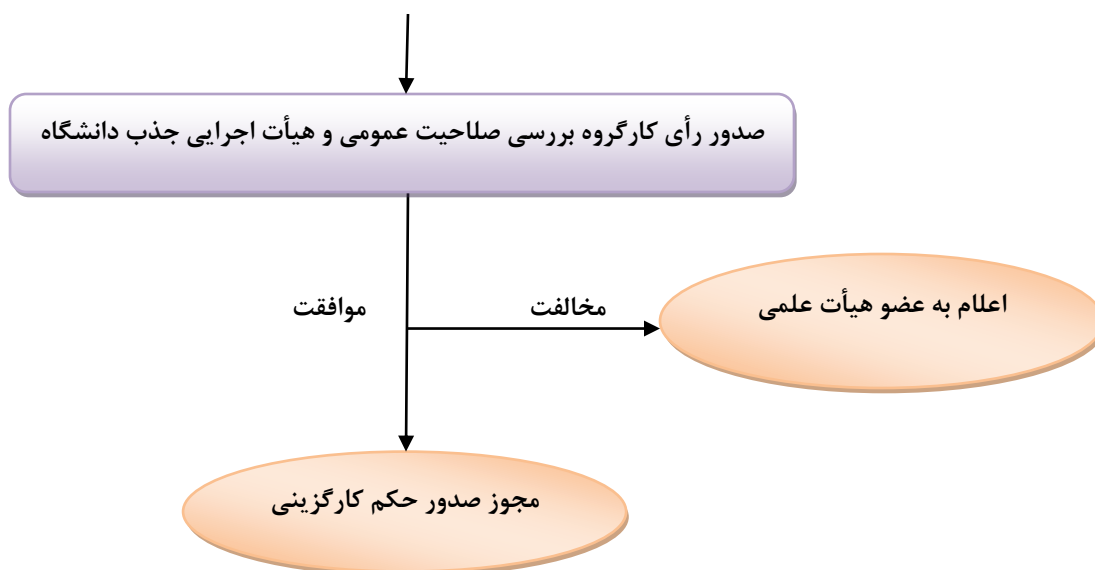 صدور رأی کارگروه بررسی صلاحیت عمومی و هیأت اجرایی جذب دانشگاه
اعلام به عضو هیأت علمی
مخالفت
موافقت
مجوز صدور حکم کارگزینی